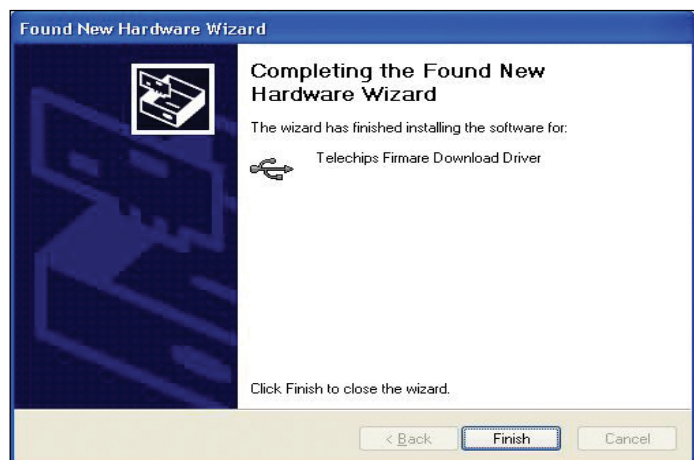 Found New Hardware Wizard
Completing the Found New
Hardware Wizard
The wizard has finished installing the software for:
Telechips Firmare Download Driver
Click Finish to close the wizard.
< Back Finish Cancel